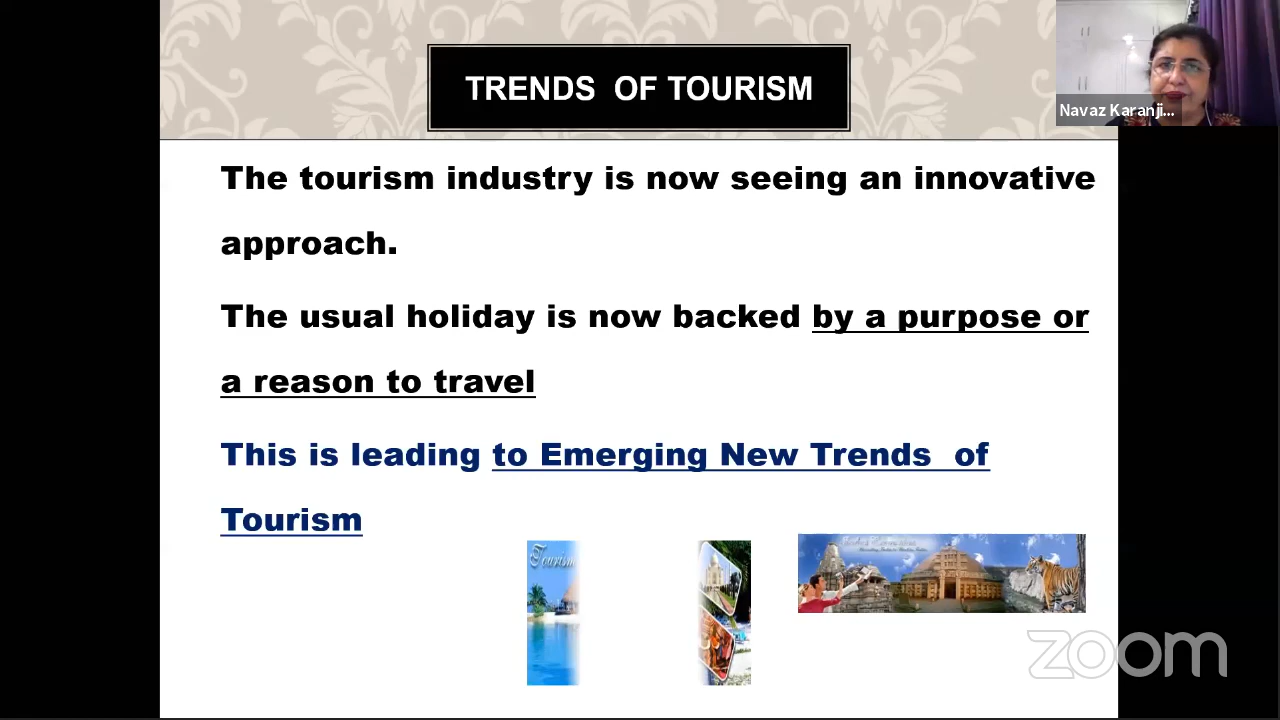 TRENDS OF TOURISM
Navaz Karanji...
The tourism industry is now seeing an innovative
approach.
The usual holiday is now backed by a purpose or
a reason to travel
This is leading to Emerging New Trends of
Tourism
Tourism
zoom